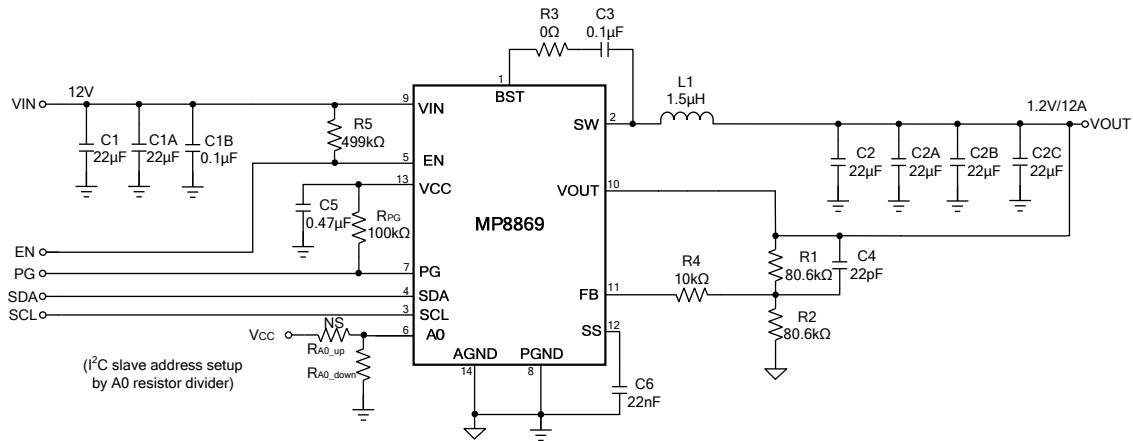 R3
0Ω
C3
0.1µF
1
BST
L1
1.5µH
1.2V/12A
VOUT
VIN
12V
9
VIN
SW
2
C1
22µF
C1A
22µF
C1B
0.1µF
R5
499kΩ
5
EN
C2
22µF
C2A
22µF
C2B
22µF
C2C
22µF
13
VCC
VOUT
10
C5
0.47µF
RPG
100kΩ
MP8869
EN
PG
7
PG
R4
10kΩ
R1
80.6kΩ
C4
22pF
SDA
4
SDA
FB
11
SCL
3
SCL
R2
80.6kΩ
VCC
NS
6
A0
SS
12
RA0_up
RA0_down
(I²C slave address setup
by A0 resistor divider)
AGND
14
PGND
8
C6
22nF